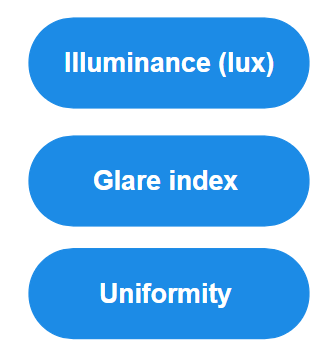 Illuminance (lux)
Glare index
Uniformity